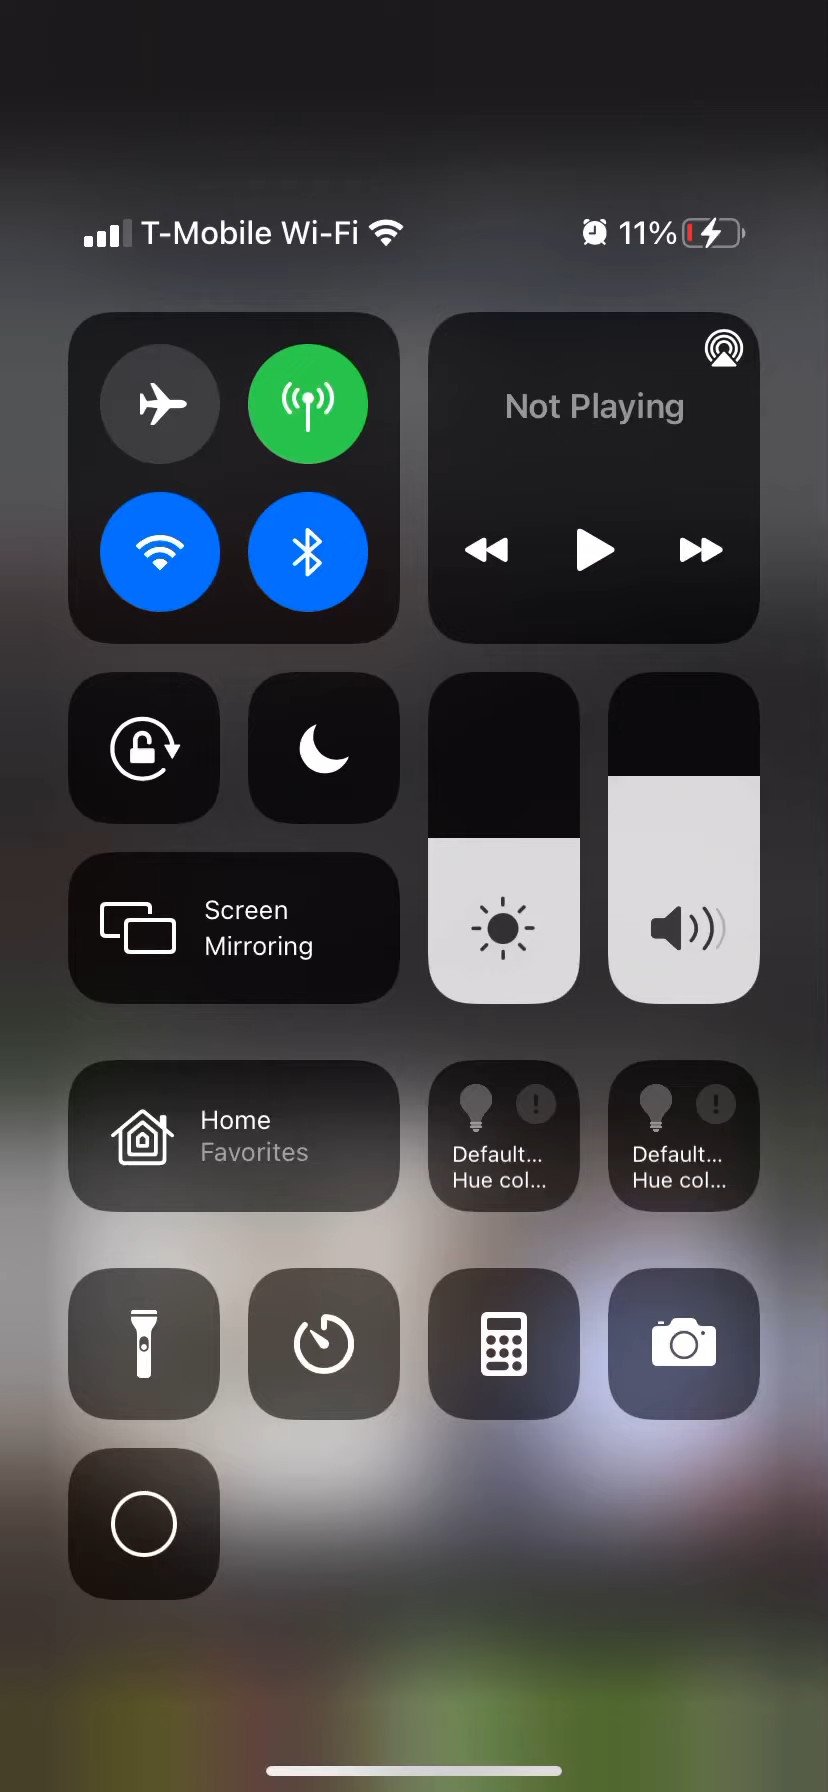 T-Mobile Wi-Fi 11%
Not Playing
Screen
Mirroring
Home
Favorites
Default...
Hue col...
Default...
Hue col...